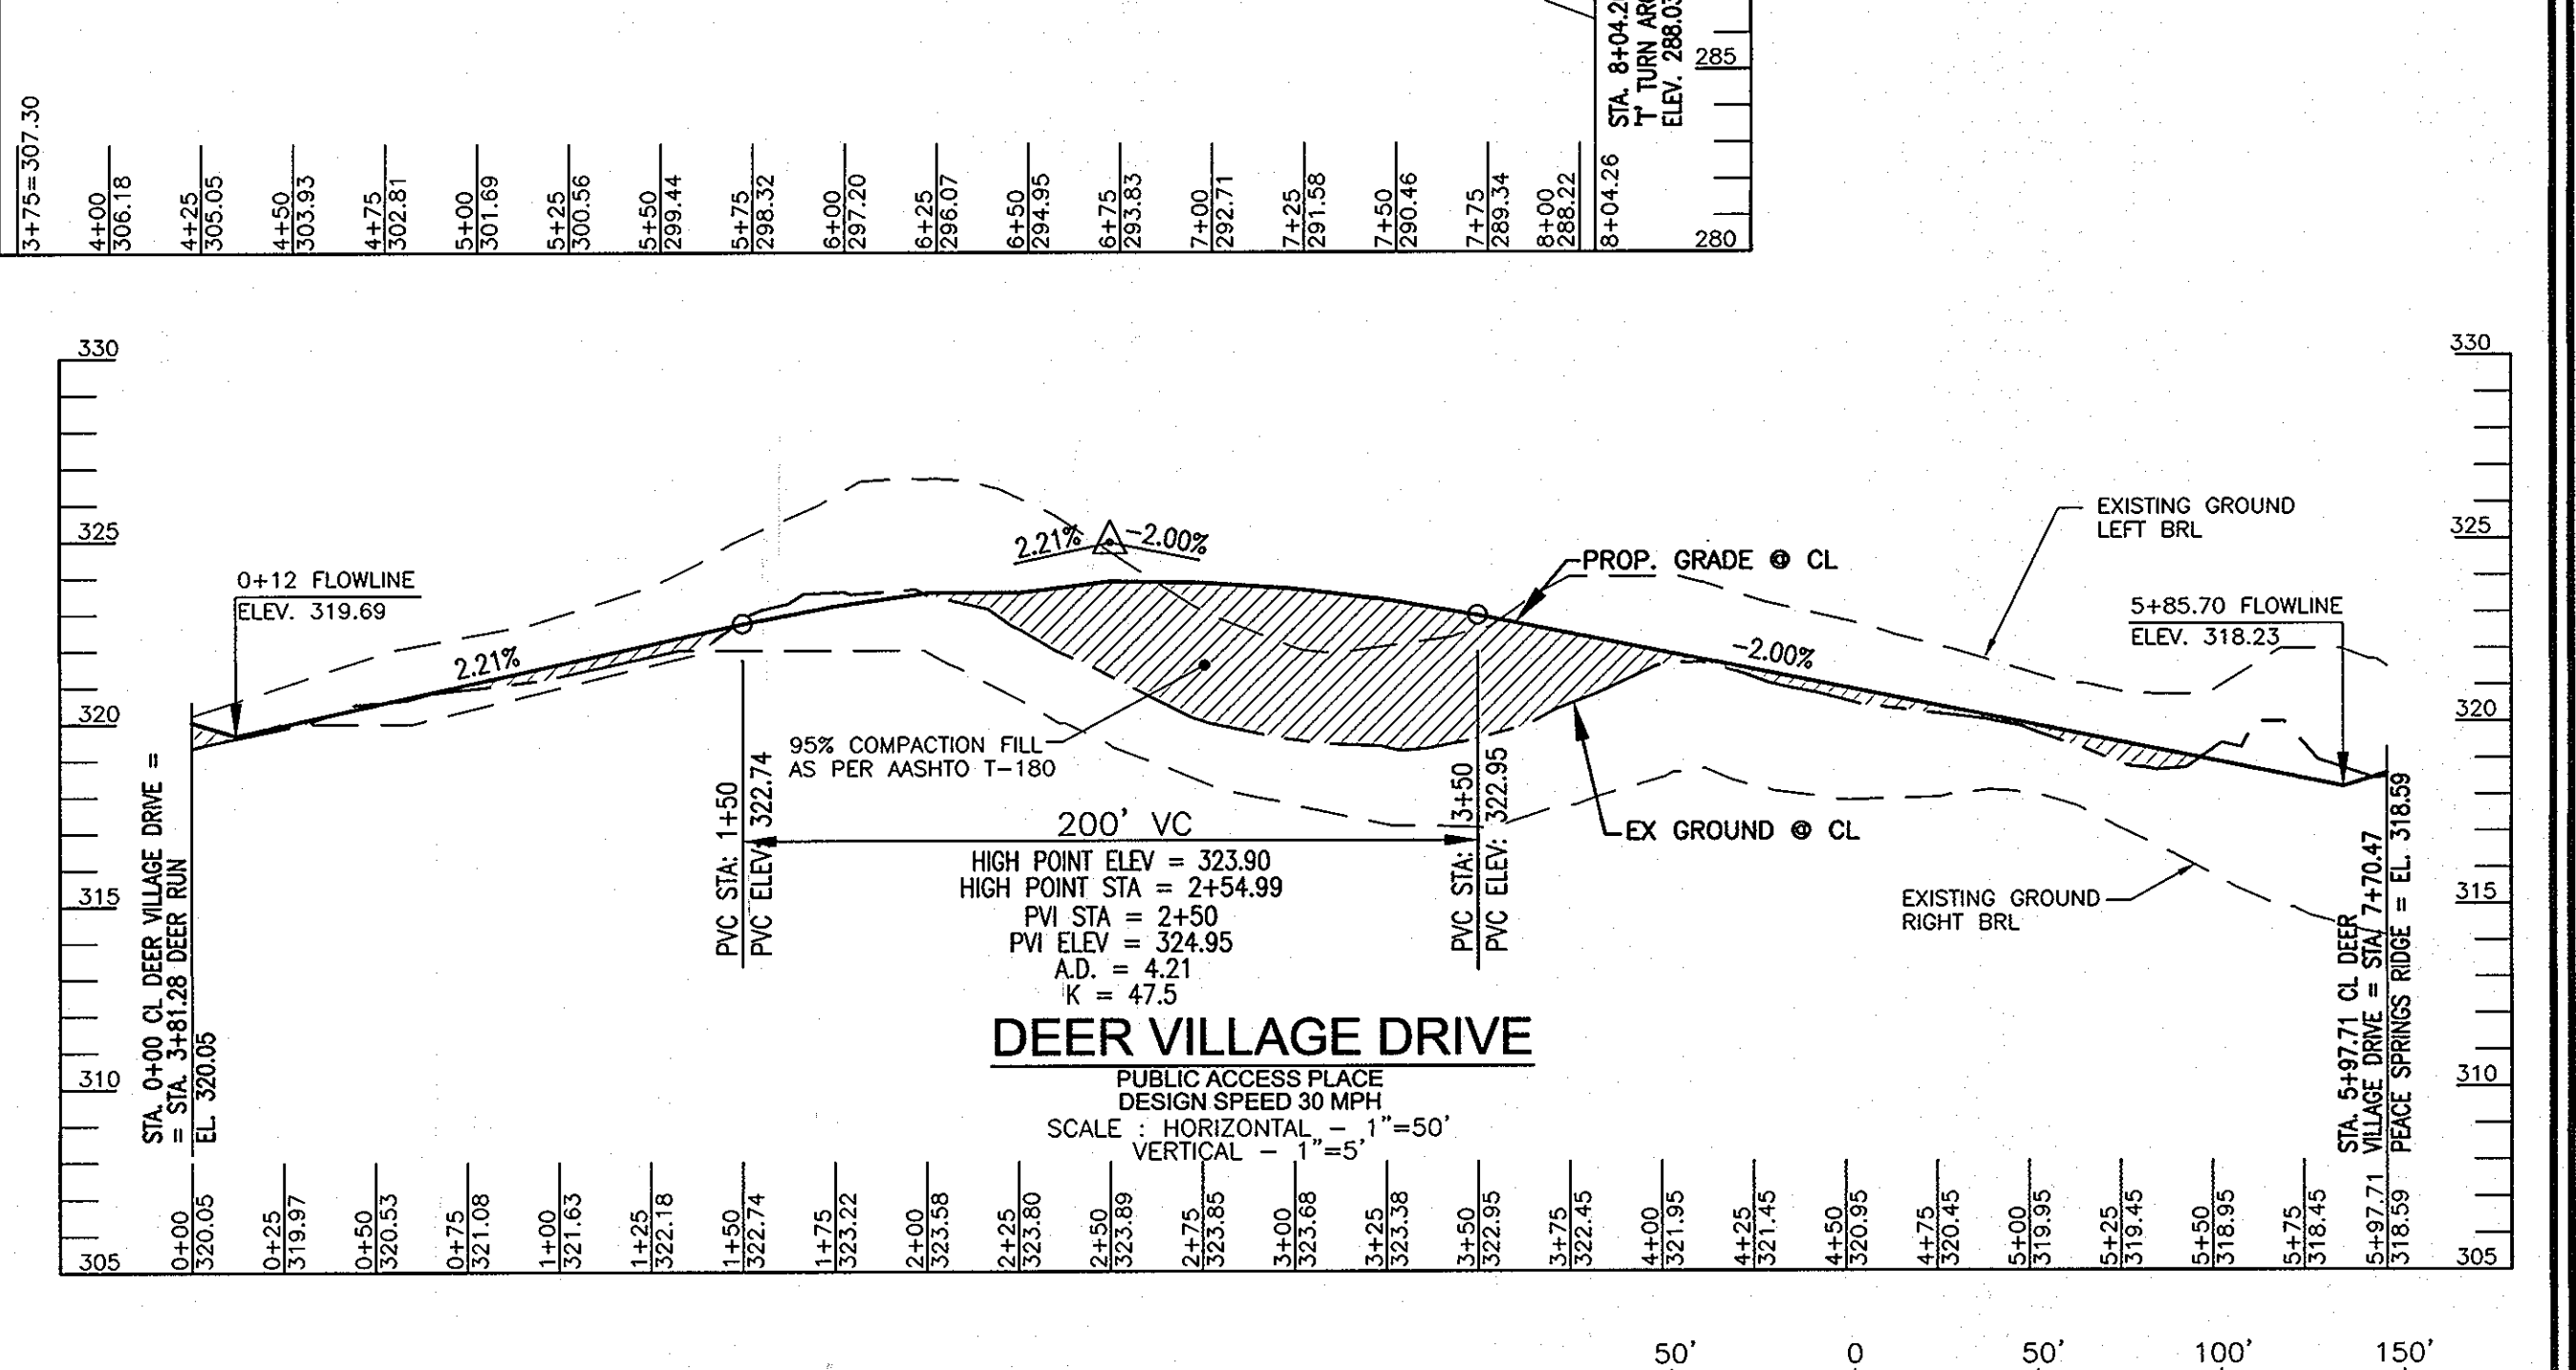 STA. 8+04.2
'T' TURN ARO
ELEV. 288.03
285
280
3+75=307.30
4+00
306.18
4+25
305.05
4+50
303.93
4+75
302.81
5+00
301.69
5+25
300.56
5+50
299.44
5+75
298.32
6+00
297.20
6+25
296.07
6+50
294.95
6+75
293.83
7+00
292.71
7+25
291.58
7+50
290.46
7+75
289.34
8+00
288.22
8+04.26
330
330
325
325
320
320
315
315
310
310
305
305
0+12 FLOWLINE
ELEV. 319.69
2.21%
2.21%
-2.00%
PROP. GRADE @ CL
EXISTING GROUND
LEFT BRL
5+85.70 FLOWLINE
ELEV. 318.23
-2.00%
95% COMPACTION FILL
AS PER AASHTO T-180
EX GROUND @ CL
EXISTING GROUND
RIGHT BRL
STA. 0+00 CL DEER VILLAGE DRIVE =
= STA. 3+81.28 DEER RUN
EL. 320.05
PVC STA: 1+50
PVC ELEV: 322.74
200' VC
PVC STA: 3+50
PVC ELEV: 322.95
HIGH POINT ELEV = 323.90
HIGH POINT STA = 2+54.99
PVI STA = 2+50
PVI ELEV = 324.95
A.D. = 4.21
K = 47.5
STA. 5+97.71 CL DEER
VILLAGE DRIVE = STA. 7+70.47
PEACE SPRINGS RIDGE = EL. 318.59
DEER VILLAGE DRIVE
PUBLIC ACCESS PLACE
DESIGN SPEED 30 MPH
SCALE : HORIZONTAL - 1"=50'
VERTICAL - 1"=5'
0+00
320.05
0+25
319.97
0+50
320.53
0+75
321.08
1+00
321.63
1+25
322.18
1+50
322.74
1+75
323.22
2+00
323.58
2+25
323.80
2+50
323.89
2+75
323.85
3+00
323.68
3+25
323.38
3+50
322.95
3+75
322.45
4+00
321.95
4+25
321.45
4+50
320.95
4+75
320.45
5+00
319.95
5+25
319.45
5+50
318.95
5+75
318.45
5+97.71
318.59
50'
0
50'
100'
150'